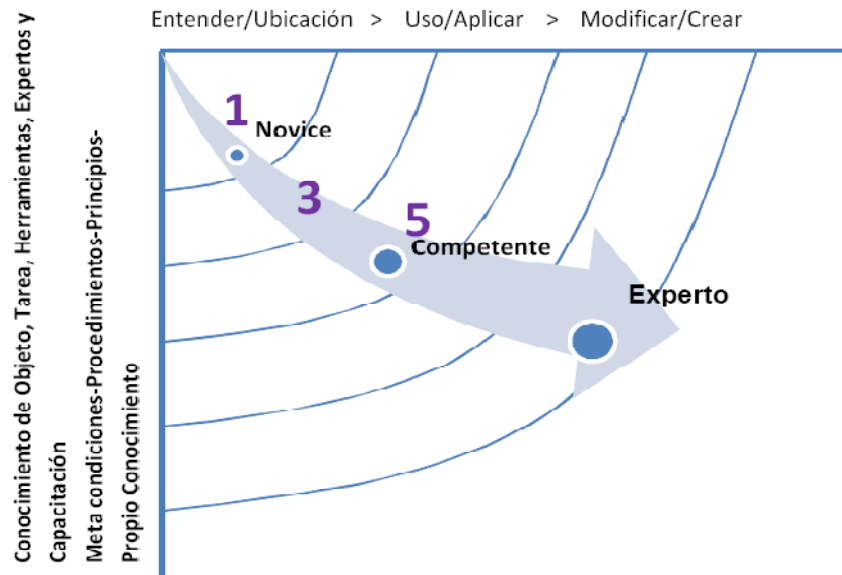 Entender/Ubicación > Uso/Aplicar > Modificar/Crear
Conocimiento de Objeto, Tarea, Herramientas, Expertos y
Capacitación
Meta condiciones-Procedimientos-Principios-
Propio Conocimiento
1
Novice
3
5
Competente
Experto